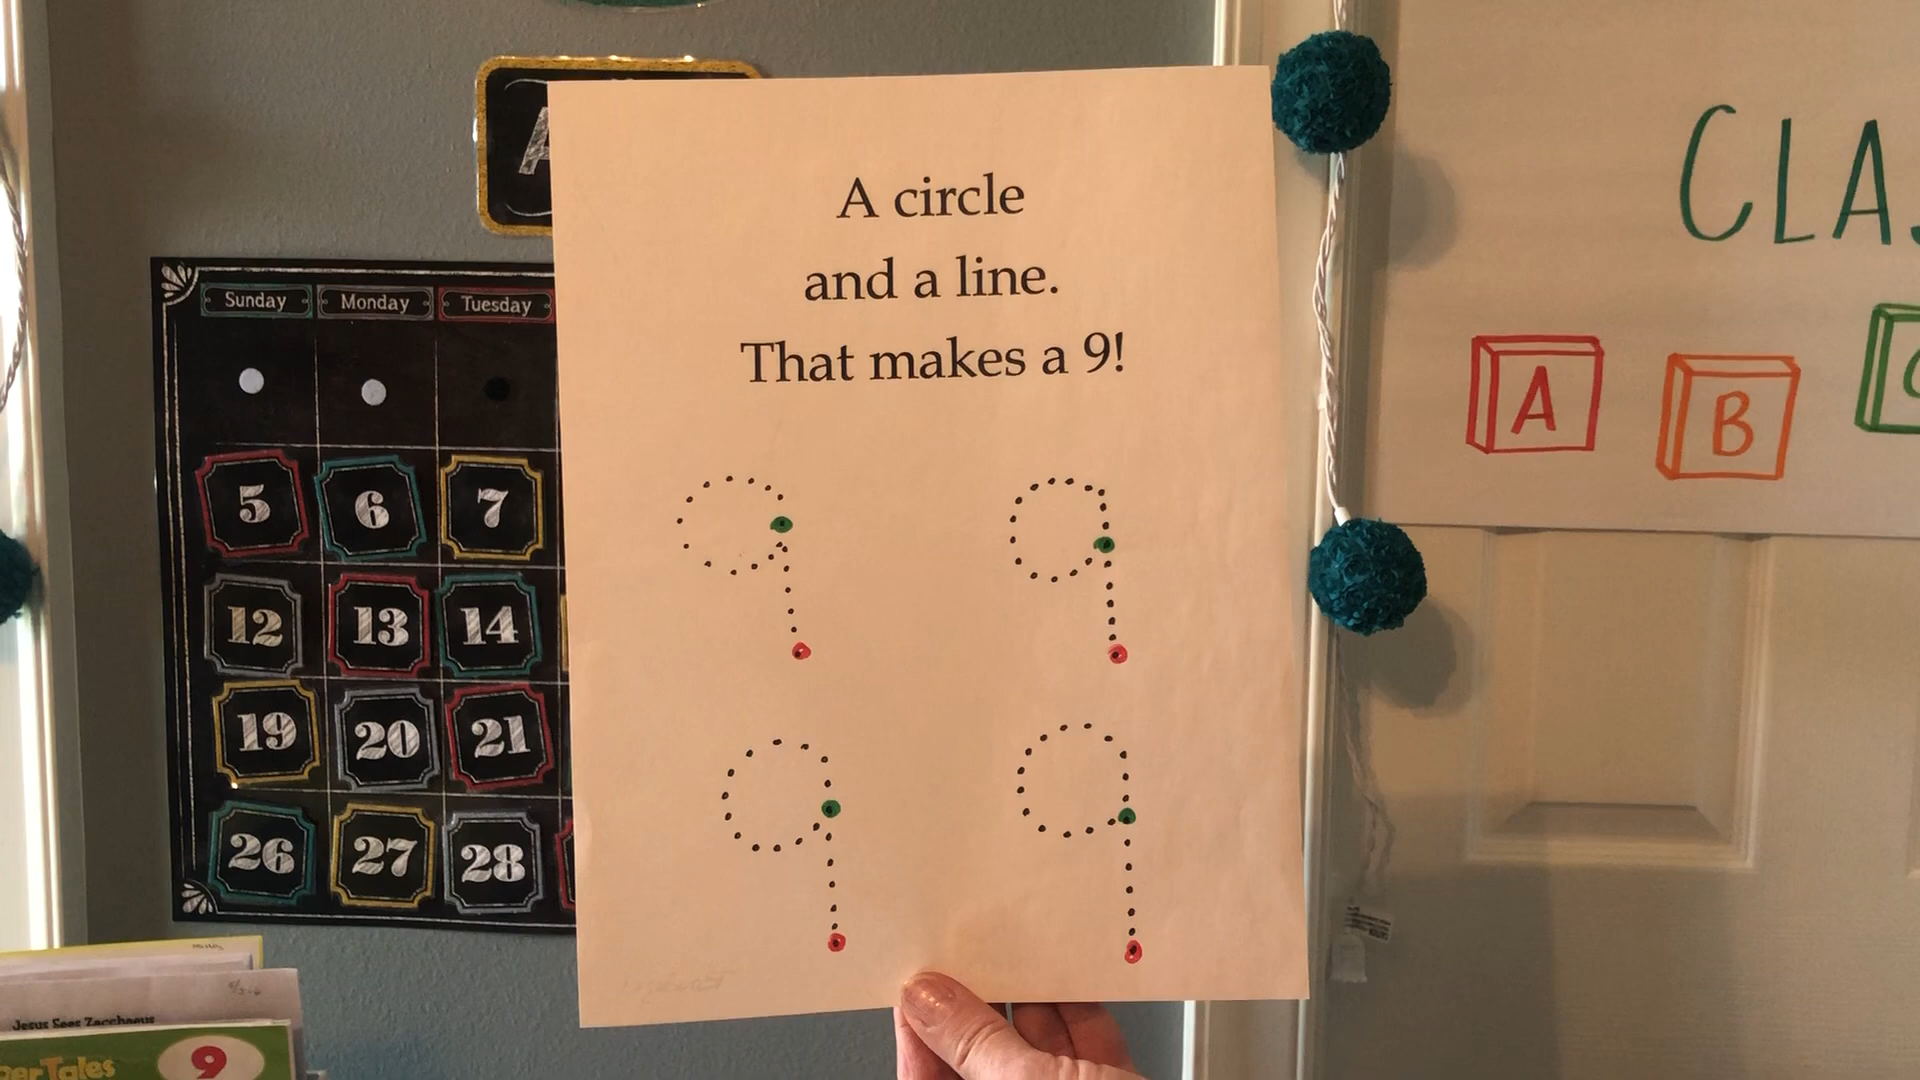 A circle
and a line.
That makes a 9!
Sunday Monday Tuesday
5 6 7
12 13 14
19 20 21
26 27 28
A B
Jesus Sees Zacchaeus
Tales
9